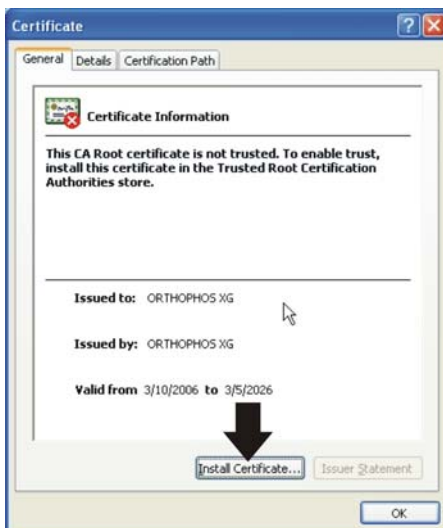 Certificate
General Details Certification Path
Certificate Information
This CA Root certificate is not trusted. To enable trust,
install this certificate in the Trusted Root Certification
Authorities store.
Issued to: ORTHOPHOS XG
Issued by: ORTHOPHOS XG
Valid from 3/10/2006 to 3/5/2026
Install Certificate... Issuer Statement
OK